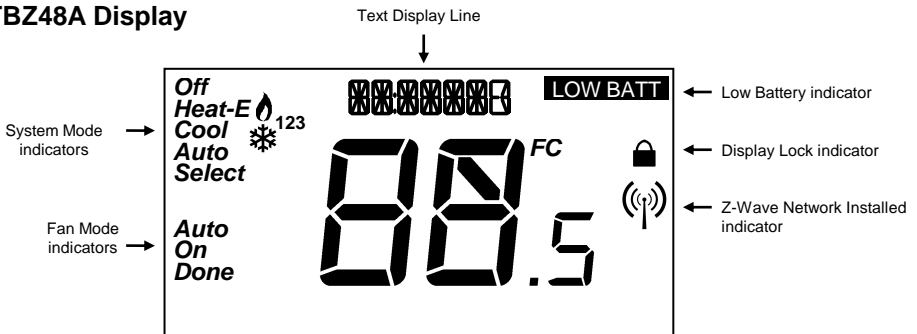 TBZ48A Display
Text Display Line
Off
Heat-E
Cool
123
Auto
Select
LOW BATT
Low Battery indicator
System Mode
indicators
88.5
FC
Display Lock indicator
Z-Wave Network Installed
indicator
Fan Mode
indicators
Auto
On
Done